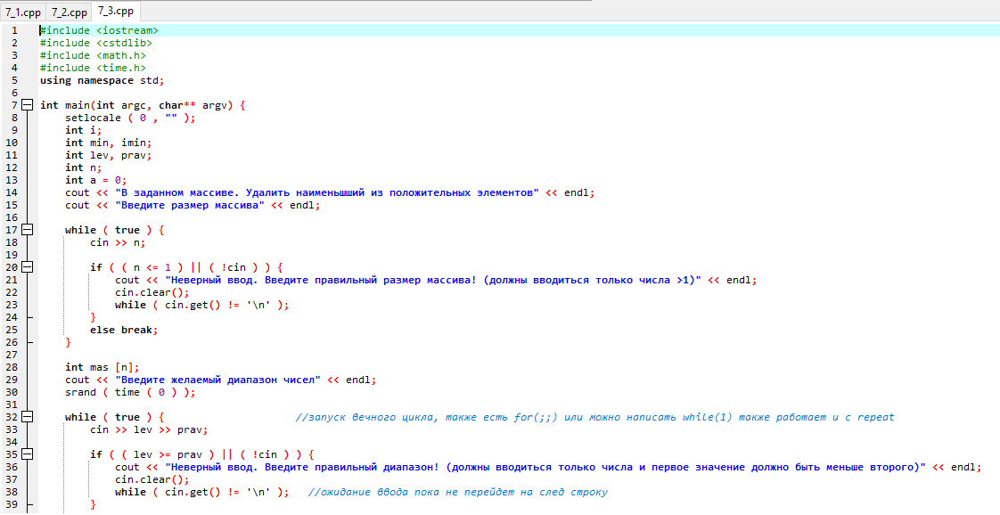 7_1.cpp 7_2.cpp 7_3.cpp
1 #include <iostream>
2 #include <cstdlib>
3 #include <math.h>
4 #include <time.h>
5 using namespace std;
6
7 int main(int argc, char** argv) {
8 setlocale ( 0 , "" );
9 int i;
10 int min, imin;
11 int lev, prav;
12 int n;
13 int a = 0;
14 cout << "В заданном массиве. Удалить наименьшший из положительных элементов" << endl;
15 cout << "Введите размер массива" << endl;
16
17 while ( true ) {
18 cin >> n;
19
20 if ( ( n <= 1 ) || ( !cin ) ) {
21 cout << "Неверный ввод. Введите правильный размер массива! (должны вводиться только числа >1)" << endl;
22 cin.clear();
23 while ( cin.get() != '\n' );
24 }
25 else break;
26 }
27
28 int mas [n];
29 cout << "Введите желаемый диапазон чисел" << endl;
30 srand ( time ( 0 ) );
31
32 while ( true ) { //запуск вечного цикла, также есть for(;;) или можно написать while(1) также работает и с repeat
33 cin >> lev >> prav;
34
35 if ( ( lev >= prav ) || ( !cin ) ) {
36 cout << "Неверный ввод. Введите правильный диапазон! (должны вводиться только числа и первое значение должно быть меньше второго)" << endl;
37 cin.clear();
38 while ( cin.get() != '\n' ); //ожидание ввода пока не перейдет на след строку
39 }